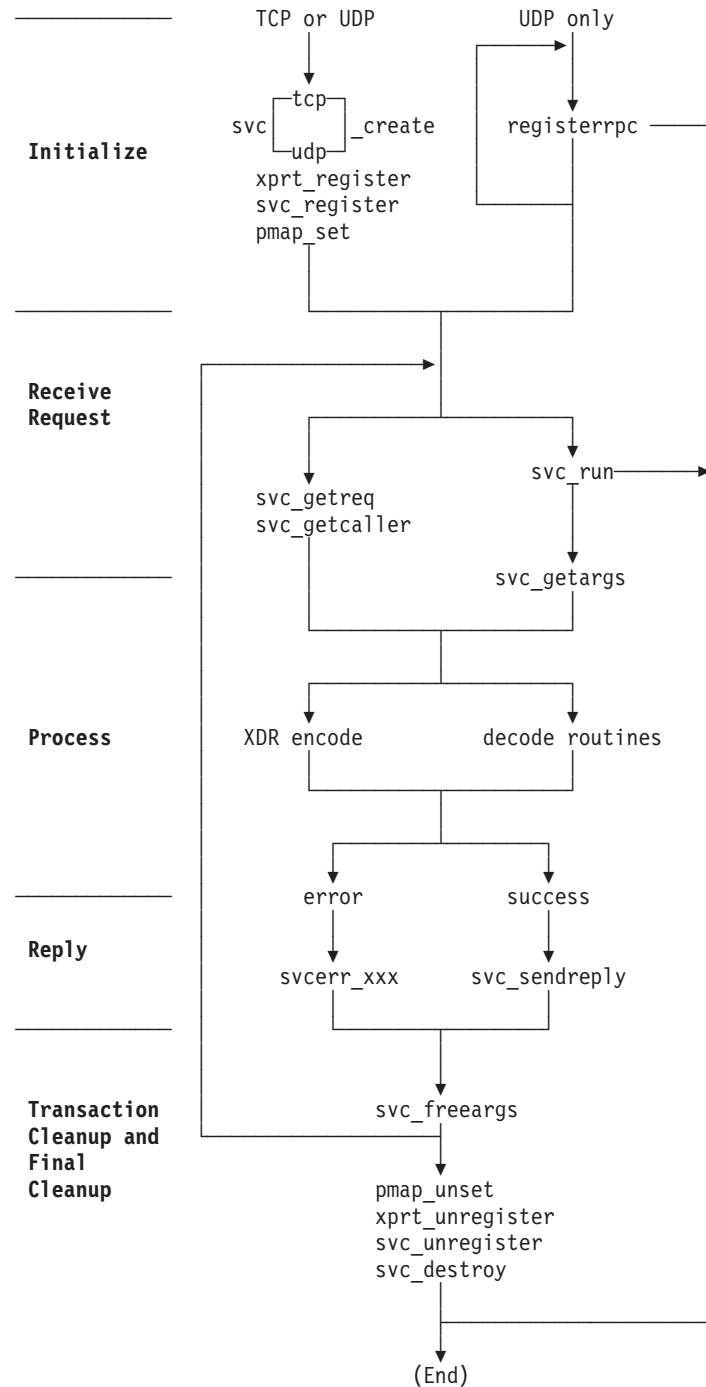 TCP or UDP
UDP only
tcp
svc
_create
udp
registerrpc
Initialize
xprt_register
svc_register
pmap_set
Receive
Request
svc_run
svc_getreq
svc_getcaller
svc_getargs
Process
XDR encode
decode routines
error
success
Reply
svcerr_xxx
svc_sendreply
Transaction
Cleanup and
Final
Cleanup
svc_freeargs
pmap_unset
xprt_unregister
svc_unregister
svc_destroy
(End)